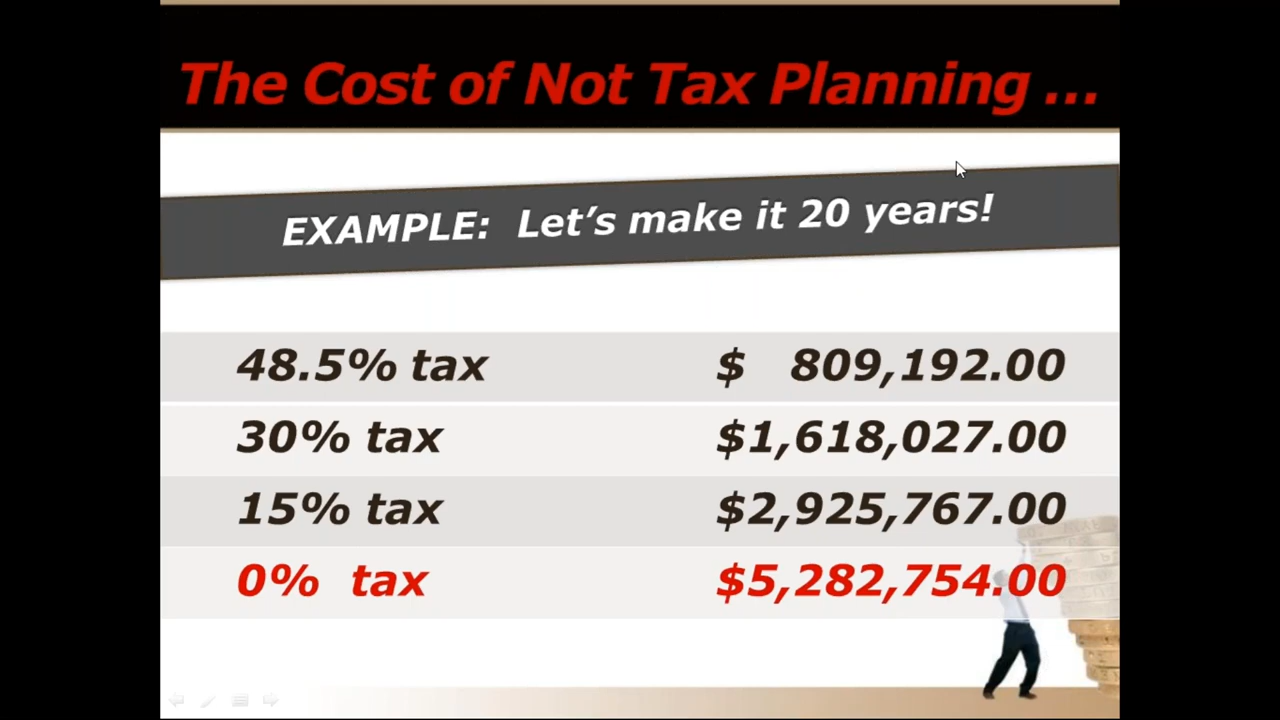 The Cost of Not Tax Planning ...
EXAMPLE: Let's make it 20 years!
48.5% tax $ 809,192.00
30% tax $1,618,027.00
15% tax $2,925,767.00
0% tax $5,282,754.00